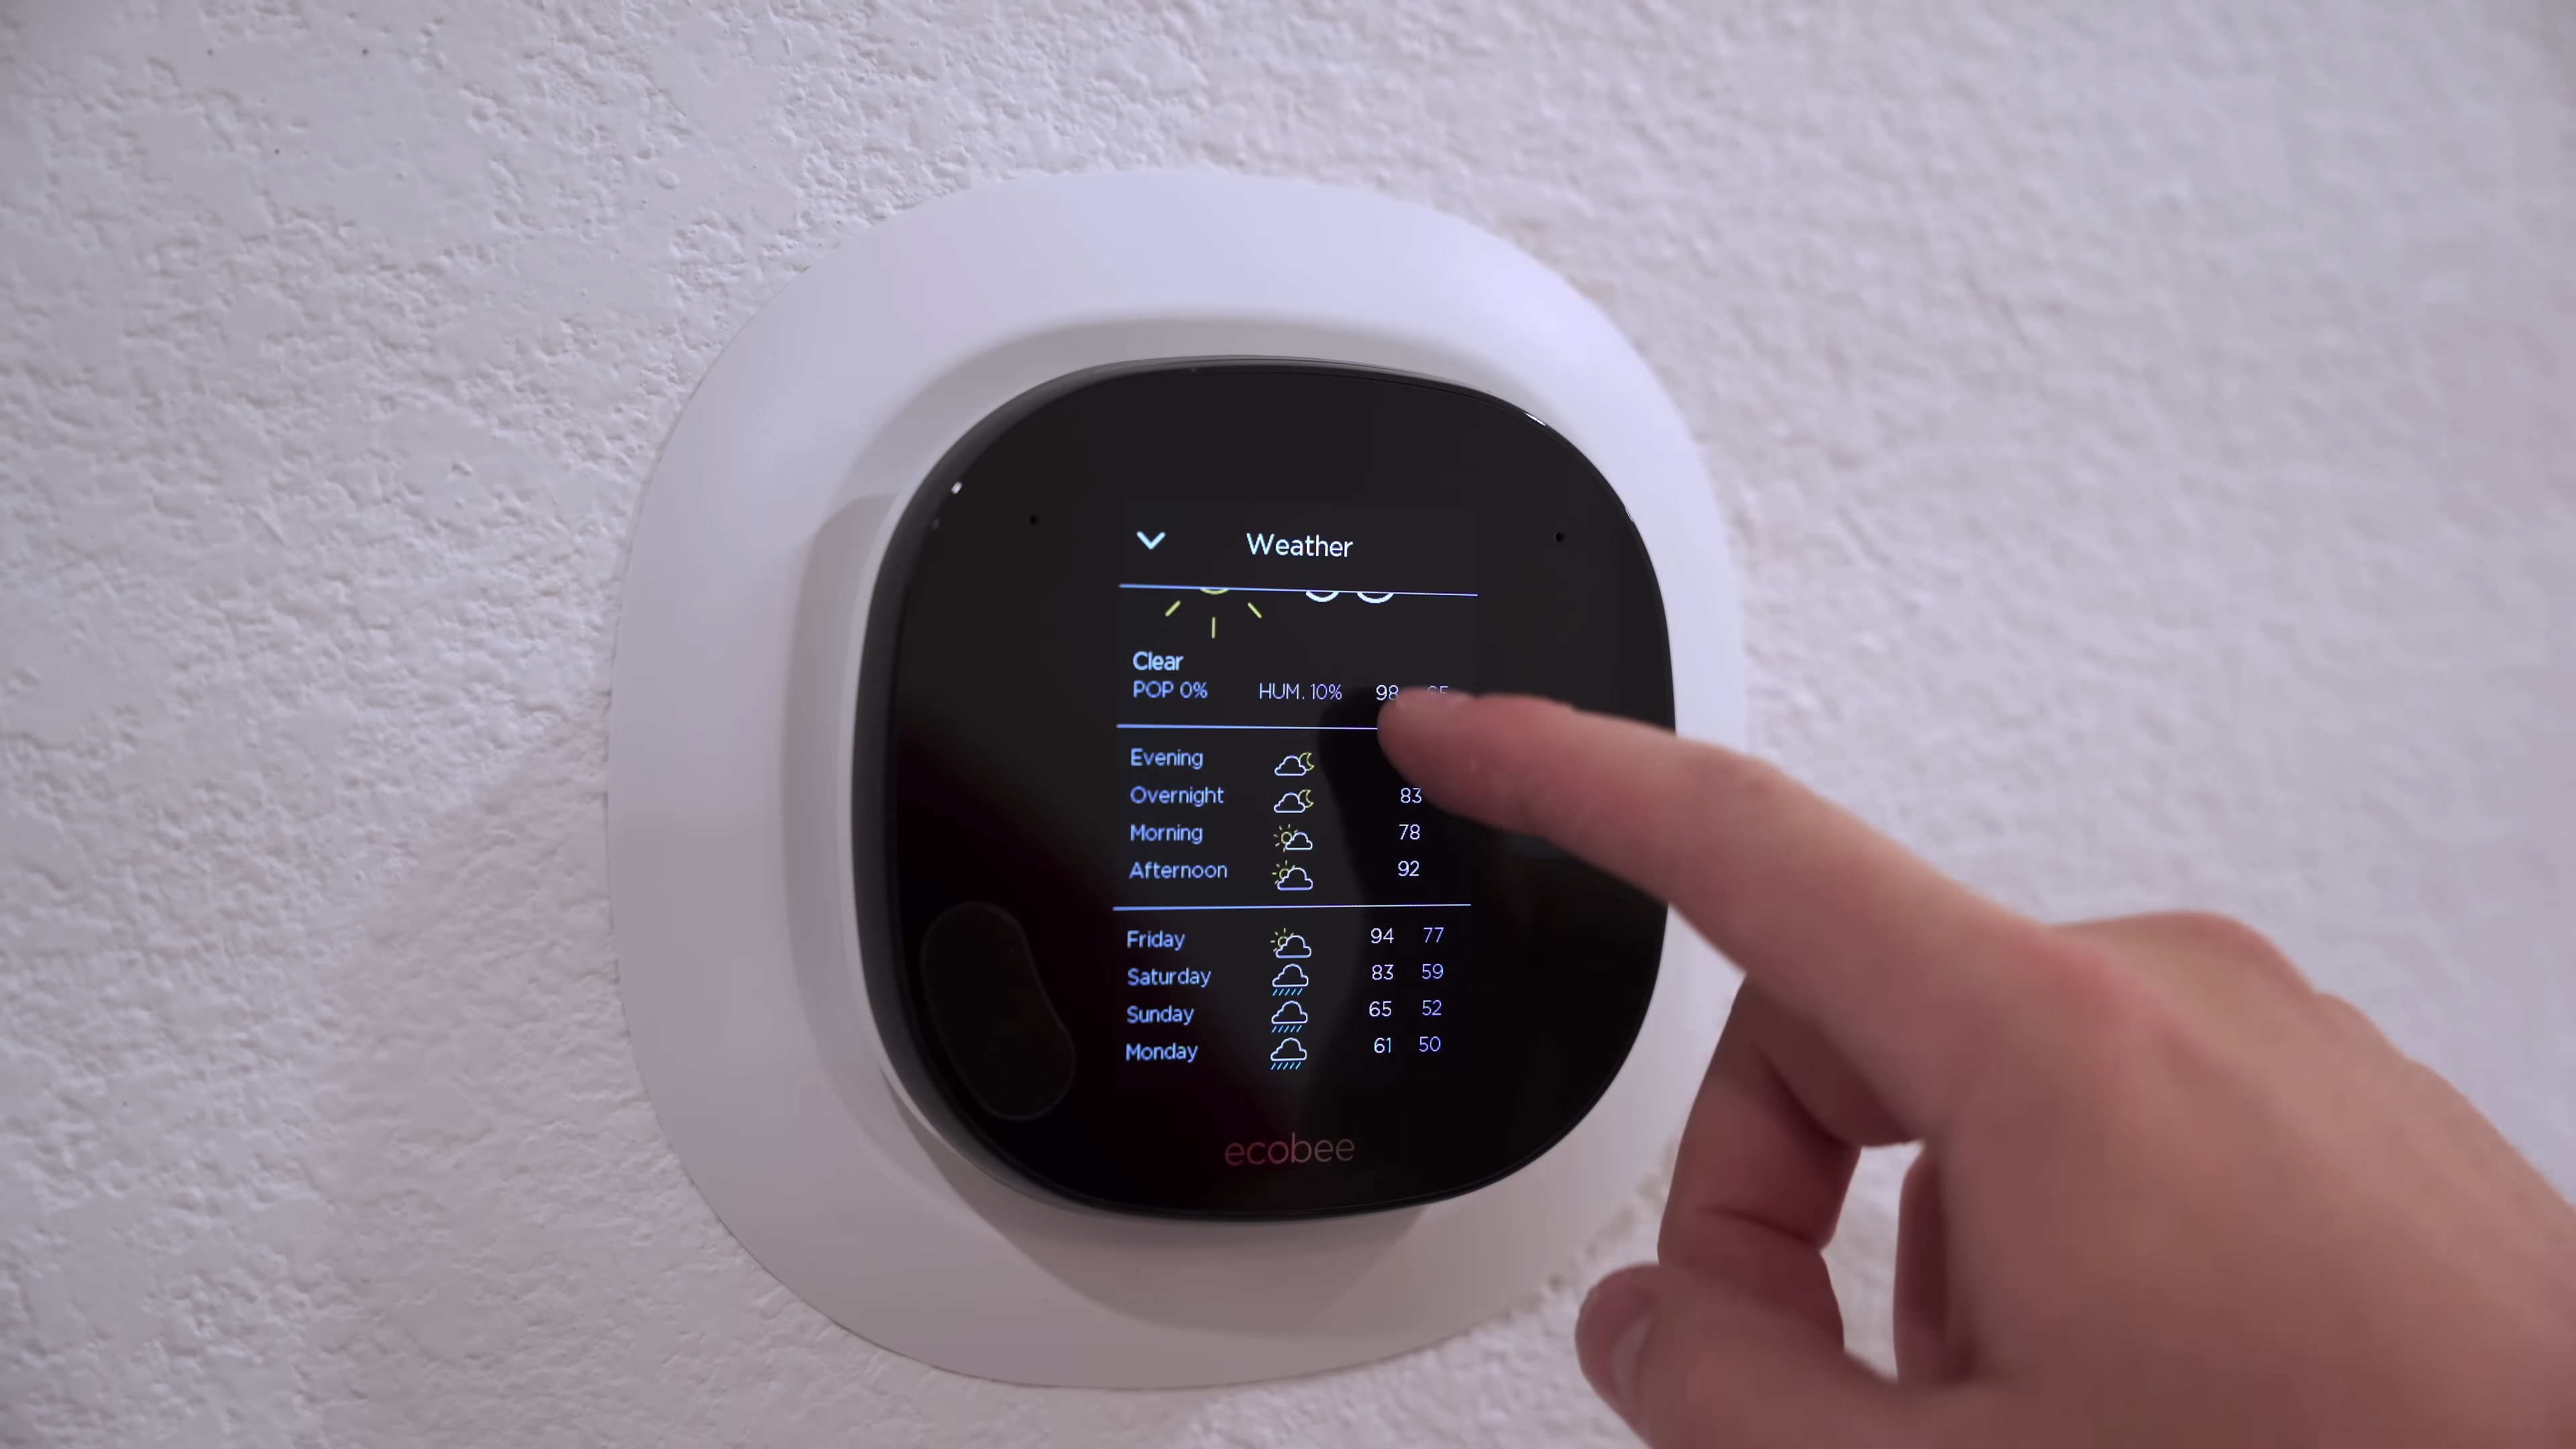 Weather
Clear
POP 0% HUM. 10% 98 65
Evening
Overnight 83
Morning 78
Afternoon 92
Friday 94 77
Saturday 83 59
Sunday 65 52
Monday 61 50
ecobee